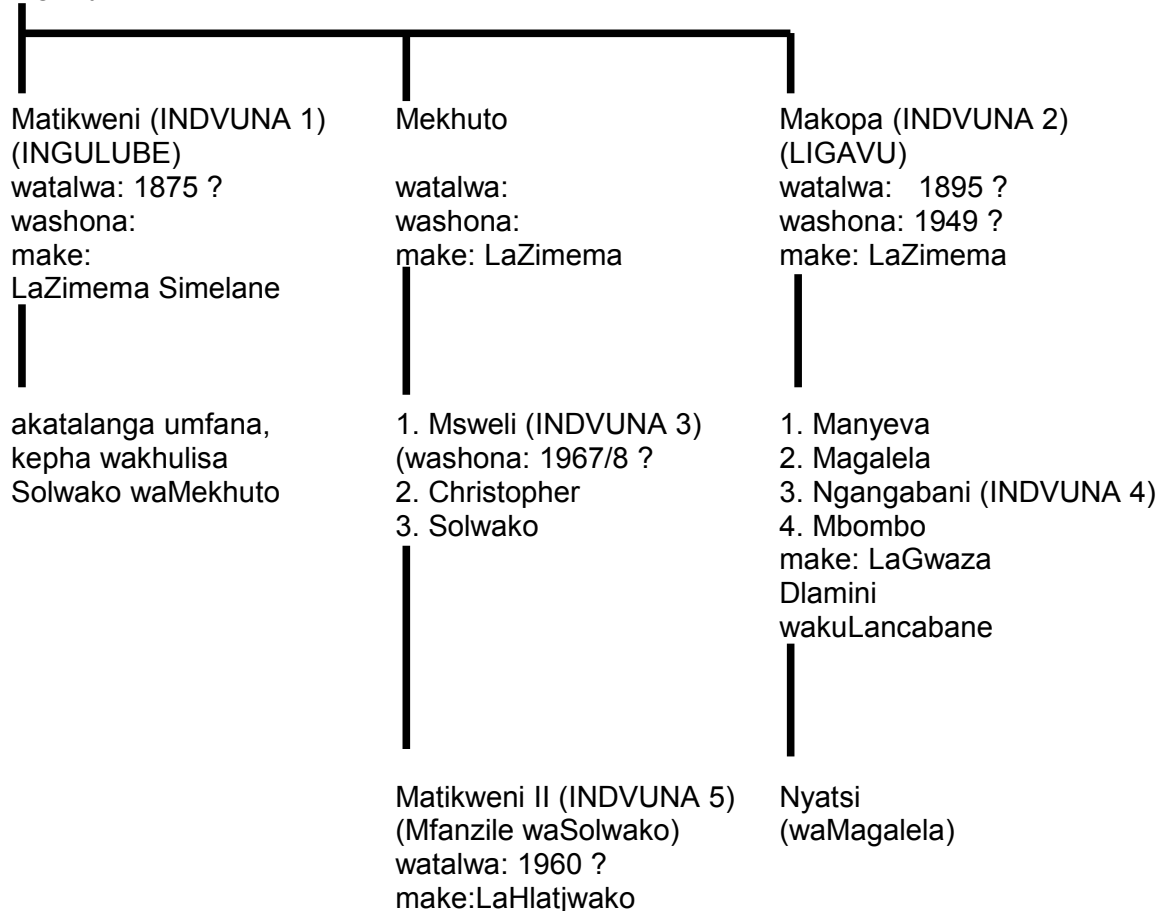 Matikweni (INDVUNA 1)
(INGULUBE)
watalwa: 1875 ?
washona:
make:
LaZimema Simelane
akatalanga umfana,
kepha wakhulisa
Solwako waMekhuto
Mekhuto
watalwa:
washona:
make: LaZimema
1. Msweli (INDVUNA 3)
(washona: 1967/8 ?
2. Christopher
3. Solwako
Matikweni II (INDVUNA 5)
(Mfanzile waSolwako)
watalwa: 1960 ?
make:LaHlatjwako
Makopa (INDVUNA 2)
(LIGAVU)
watalwa: 1895 ?
washona: 1949 ?
make: LaZimema
1. Manyeva
2. Magalela
3. Ngangabani (INDVUNA 4)
4. Mbombo
make: LaGwaza
Dlamini
wakuLancabane
Nyatsi
(waMagalela)